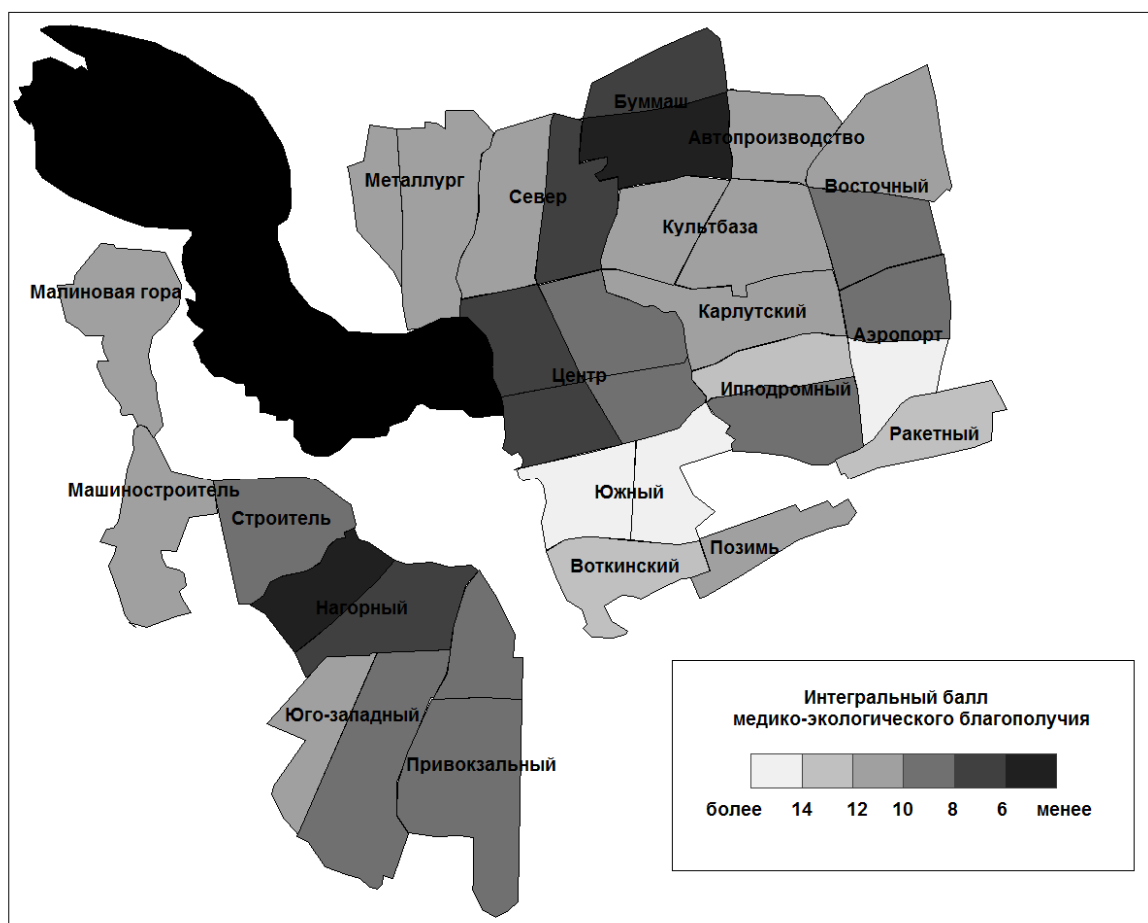 Буммаш
Автопроизводство
Металлург
Восточный
Север
Культбаза
Малиновая гора
Карлутский
Аэропорт
Центр
Ипподромный
Ракетный
Машиностроитель
Южный
Строитель
Позимь
Воткинский
Нагорный
Юго-западный
Привокзальный
Интегральный балл
медико-экологического благополучия
более 14 12 10 8 6 менее